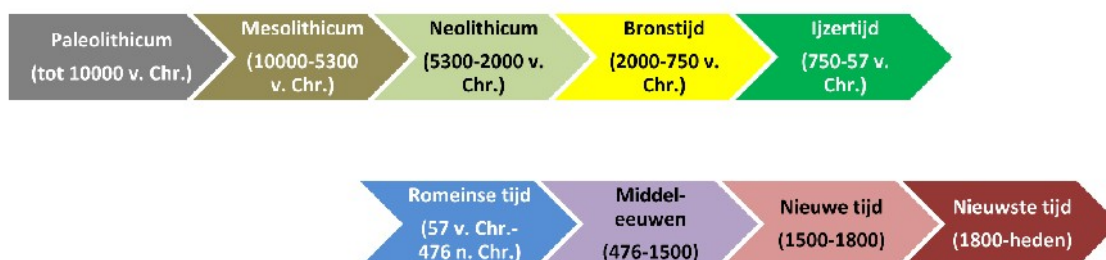 Paleolithicum
(tot 10000 v. Chr.)
Mesolithicum
(10000-5300
v. Chr.)
Neolithicum
(5300-2000 v.
Chr.)
Bronstijd
(2000-750 v.
Chr.)
Ijzertijd
(750-57 v.
Chr.)
Romeinse tijd
(57 v. Chr.-
476 n. Chr.)
Middel-
eeuwen
(476-1500)
Nieuwe tijd
(1500-1800)
Nieuwste tijd
(1800-heden)